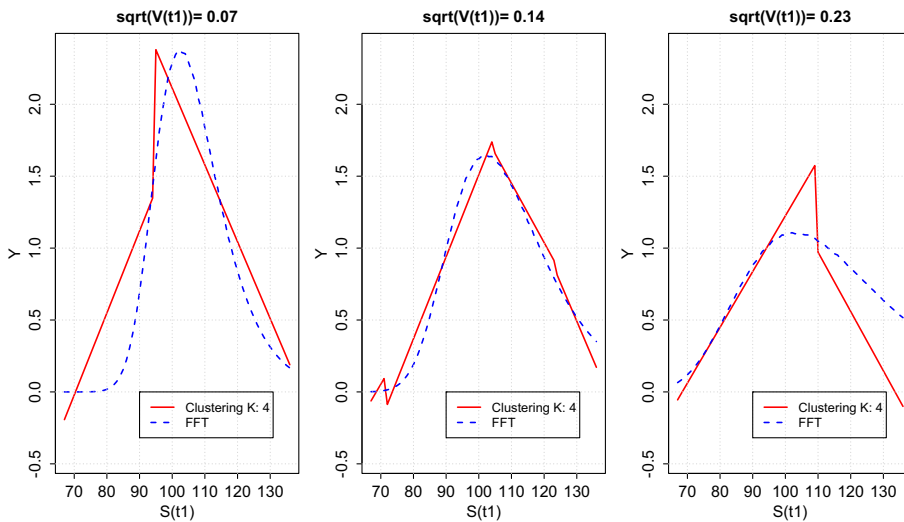 sqrt(V(t1))= 0.07
Y
2.0
1.5
1.0
0.5
0.0
-0.5
Clustering K: 4
FFT
70 80 90 100 110 120 130
S(t1)
sqrt(V(t1))= 0.14
Y
2.0
1.5
1.0
0.5
0.0
-0.5
Clustering K: 4
FFT
70 80 90 100 110 120 130
S(t1)
sqrt(V(t1))= 0.23
Y
2.0
1.5
1.0
0.5
0.0
-0.5
Clustering K: 4
FFT
70 80 90 100 110 120 130
S(t1)